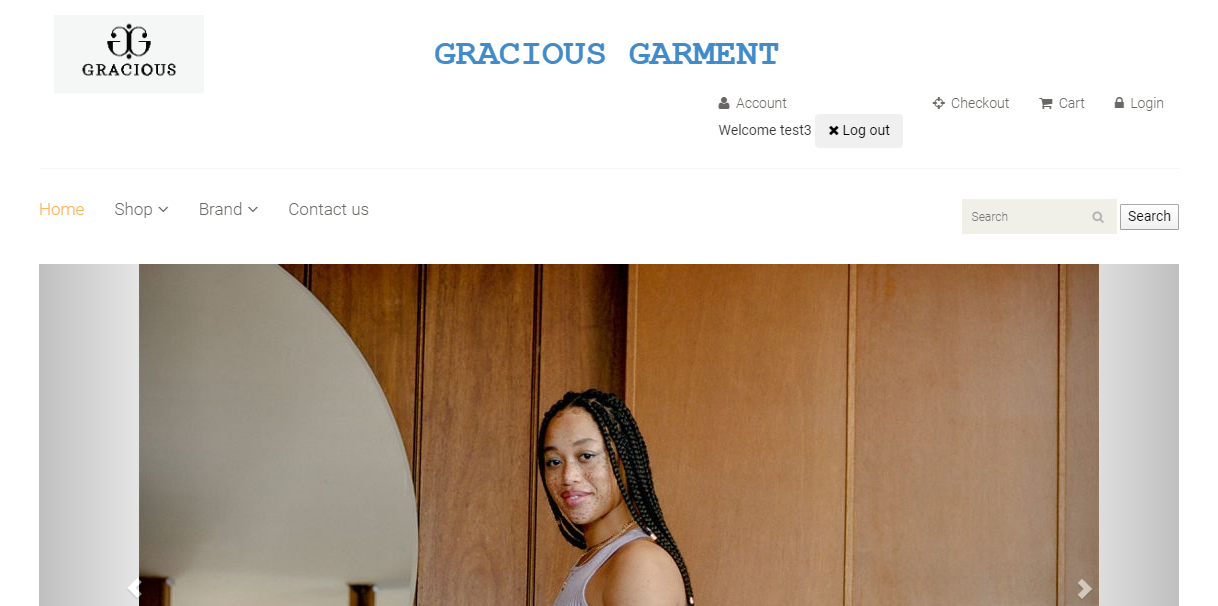 GRACIOUS
GRACIOUS GARMENT
Account Checkout Cart Login
Welcome test3 Log out
Home Shop Brand Contact us
Search Search